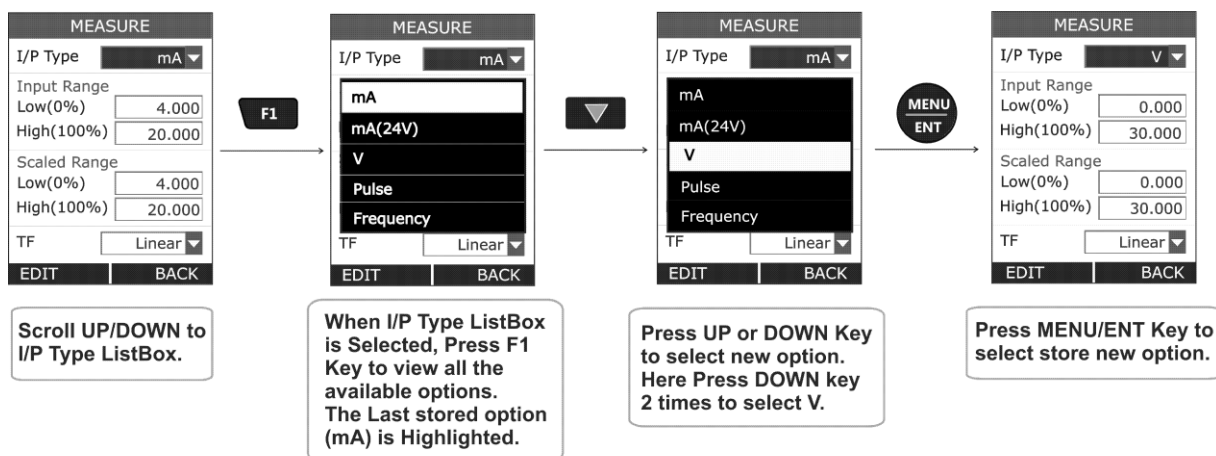 MEASURE
I/P Type mA
Input Range
Low(0%) 4.000
High(100%) 20.000
Scaled Range
Low(0%) 4.000
High(100%) 20.000
TF Linear
EDIT BACK
F1
MEASURE
I/P Type mA
mA
mA(24V)
V
Pulse
Frequency
TF Linear
EDIT BACK
MEASURE
I/P Type mA
mA
mA(24V)
V
Pulse
Frequency
TF Linear
EDIT BACK
MENU
ENT
MEASURE
I/P Type V
Input Range
Low(0%) 0.000
High(100%) 30.000
Scaled Range
Low(0%) 0.000
High(100%) 30.000
TF Linear
EDIT BACK
Scroll UP/DOWN to
I/P Type ListBox.
When I/P Type ListBox
is Selected, Press F1
Key to view all the
available options.
The Last stored option
(mA) is Highlighted.
Press UP or DOWN Key
to select new option.
Here Press DOWN key
2 times to select V.
Press MENU/ENT Key to
select store new option.